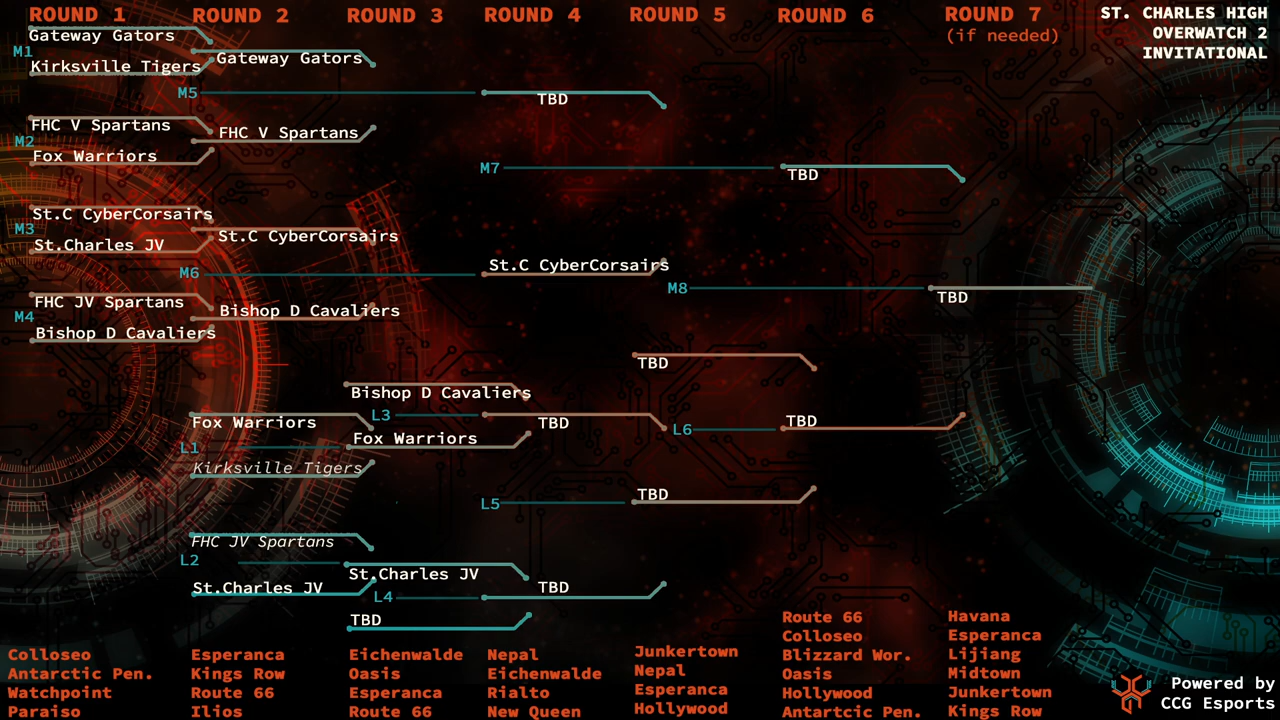 ROUND 1
ROUND 2
ROUND 3
ROUND 4
ROUND 5
ROUND 6
ROUND 7
(if needed)
ST. CHARLES HIGH
OVERWATCH 2
INVITATIONAL
Gateway Gators
M1
Kirksville Tigers
Gateway Gators
M5
TBD
FHC V Spartans
M2
Fox Warriors
FHC V Spartans
M7
TBD
St.C CyberCorsairs
M3
St.Charles JV
St.C CyberCorsairs
M6
St.C CyberCorsairs
M8
TBD
FHC JV Spartans
M4
Bishop D Cavaliers
Bishop D Cavaliers
TBD
Bishop D Cavaliers
L3
TBD
L6
TBD
Fox Warriors
L1
Kirksville Tigers
Fox Warriors
L5
TBD
FHC JV Spartans
L2
St.Charles JV
St.Charles JV
L4
TBD
TBD
Colloseo
Antarctic Pen.
Watchpoint
Paraiso
Esperanca
Kings Row
Route 66
Ilios
Eichenwalde
Oasis
Esperanca
Route 66
Nepal
Eichenwalde
Rialto
New Queen
Junkertown
Nepal
Esperanca
Hollywood
Route 66
Colloseo
Blizzard Wor.
Oasis
Hollywood
Antartcic Pen.
Havana
Esperanca
Lijiang
Midtown
Junkertown
Kings Row
Powered by
CCG Esports